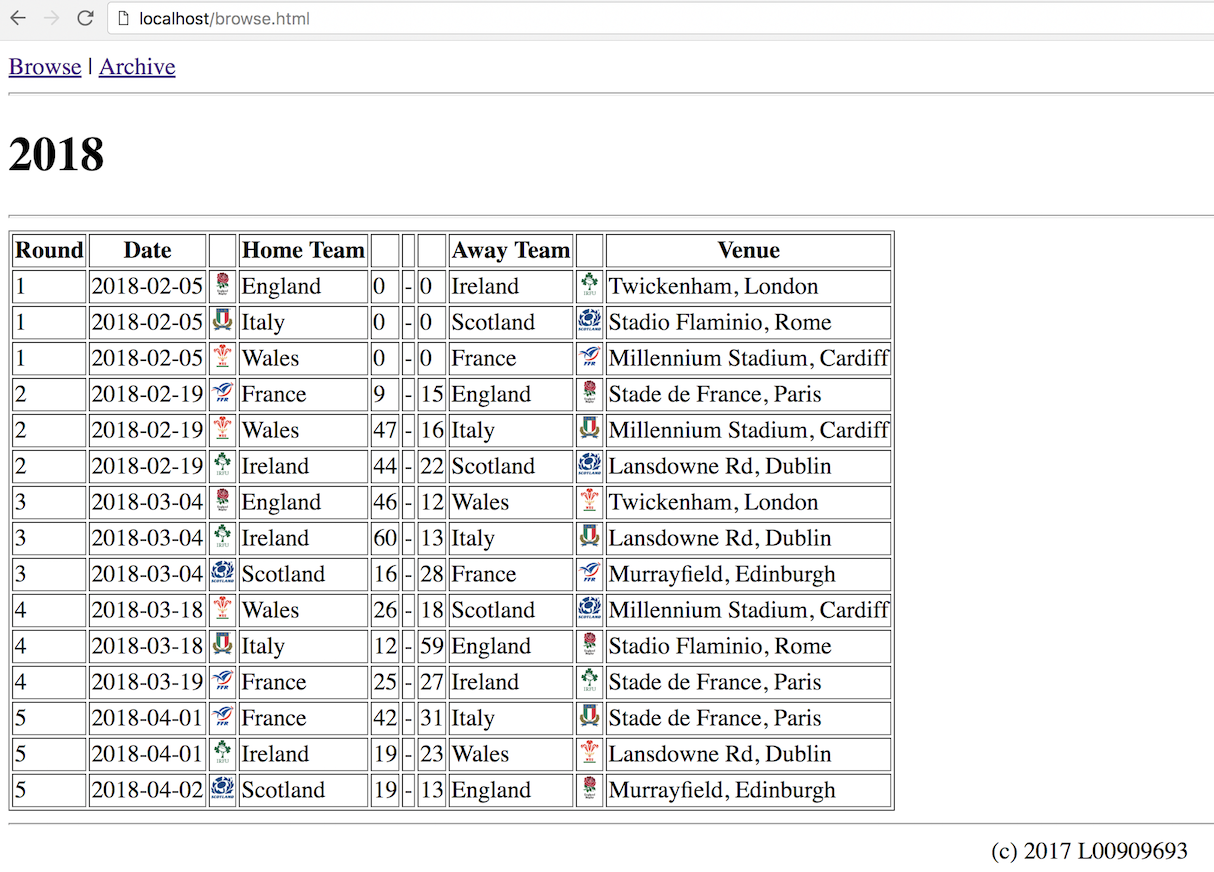 localhost/browse.html
Browse | Archive
2018
Round Date Home Team Away Team Venue
1 2018-02-05 England 0 - 0 Ireland Twickenham, London
1 2018-02-05 Italy 0 - 0 Scotland Stadio Flaminio, Rome
1 2018-02-05 Wales 0 - 0 France Millennium Stadium, Cardiff
2 2018-02-19 France 9 - 15 England Stade de France, Paris
2 2018-02-19 Wales 47 - 16 Italy Millennium Stadium, Cardiff
2 2018-02-19 Ireland 44 - 22 Scotland Lansdowne Rd, Dublin
3 2018-03-04 England 46 - 12 Wales Twickenham, London
3 2018-03-04 Ireland 60 - 13 Italy Lansdowne Rd, Dublin
3 2018-03-04 Scotland 16 - 28 France Murrayfield, Edinburgh
4 2018-03-18 Wales 26 - 18 Scotland Millennium Stadium, Cardiff
4 2018-03-18 Italy 12 - 59 England Stadio Flaminio, Rome
4 2018-03-19 France 25 - 27 Ireland Stade de France, Paris
5 2018-04-01 France 42 - 31 Italy Stade de France, Paris
5 2018-04-01 Ireland 19 - 23 Wales Lansdowne Rd, Dublin
5 2018-04-02 Scotland 19 - 13 England Murrayfield, Edinburgh
(c) 2017 L00909693